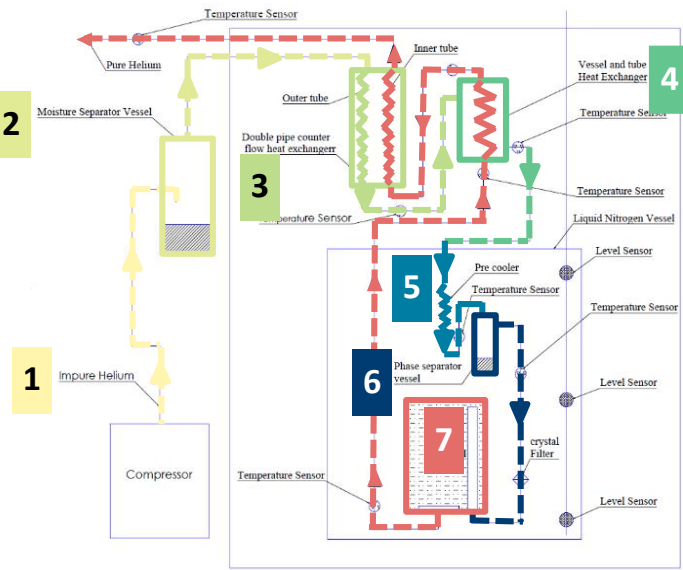 Temperature Sensor
Pure Helium
Inner tube
Outer tube
Vessel and tube
Heat Exchanger
4
2
Moisture Separator Vessel
Temperature Sensor
Double pipe counter
flow heat exchangerr
3
Temperature Sensor
Temperature Sensor
Liquid Nitrogen Vessel
Level Sensor
5
Pre cooler
Temperature Sensor
Temperature Sensor
1
Impure Helium
6
Phase separator
vessel
Level Sensor
7
crystal
Filter
Compressor
Temperature Sensor
Level Sensor